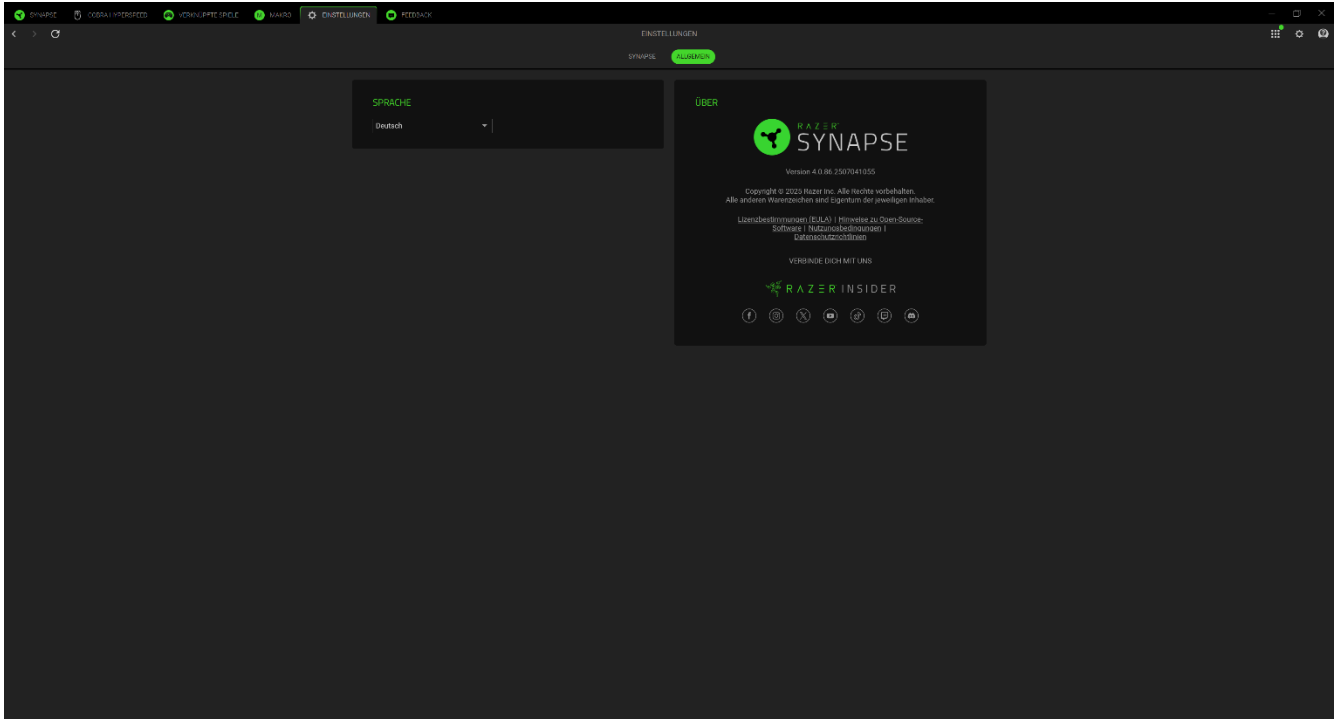 SYNAPSE COBRA HYPERSPEED VERKNÜPFTE SPIELE MAKRO EINSTELLUNGEN FEEDBACK
EINSTELLUNGEN
SYNAPSE ALLGEMEIN
SPRACHE
Deutsch
ÜBER
RAZER
SYNAPSE
Version 4.0.86.2507041055
Copyright © 2025 Razer Inc. Alle Rechte vorbehalten.
Alle anderen Warenzeichen sind Eigentum der jeweiligen Inhaber.
Lizenzbestimmungen (EULA) | Hinweise zu Open-Source-
Software | Nutzungsbedingungen |
Datenschutzrichtlinien
VERBINDE DICH MIT UNS
RAZER INSIDER